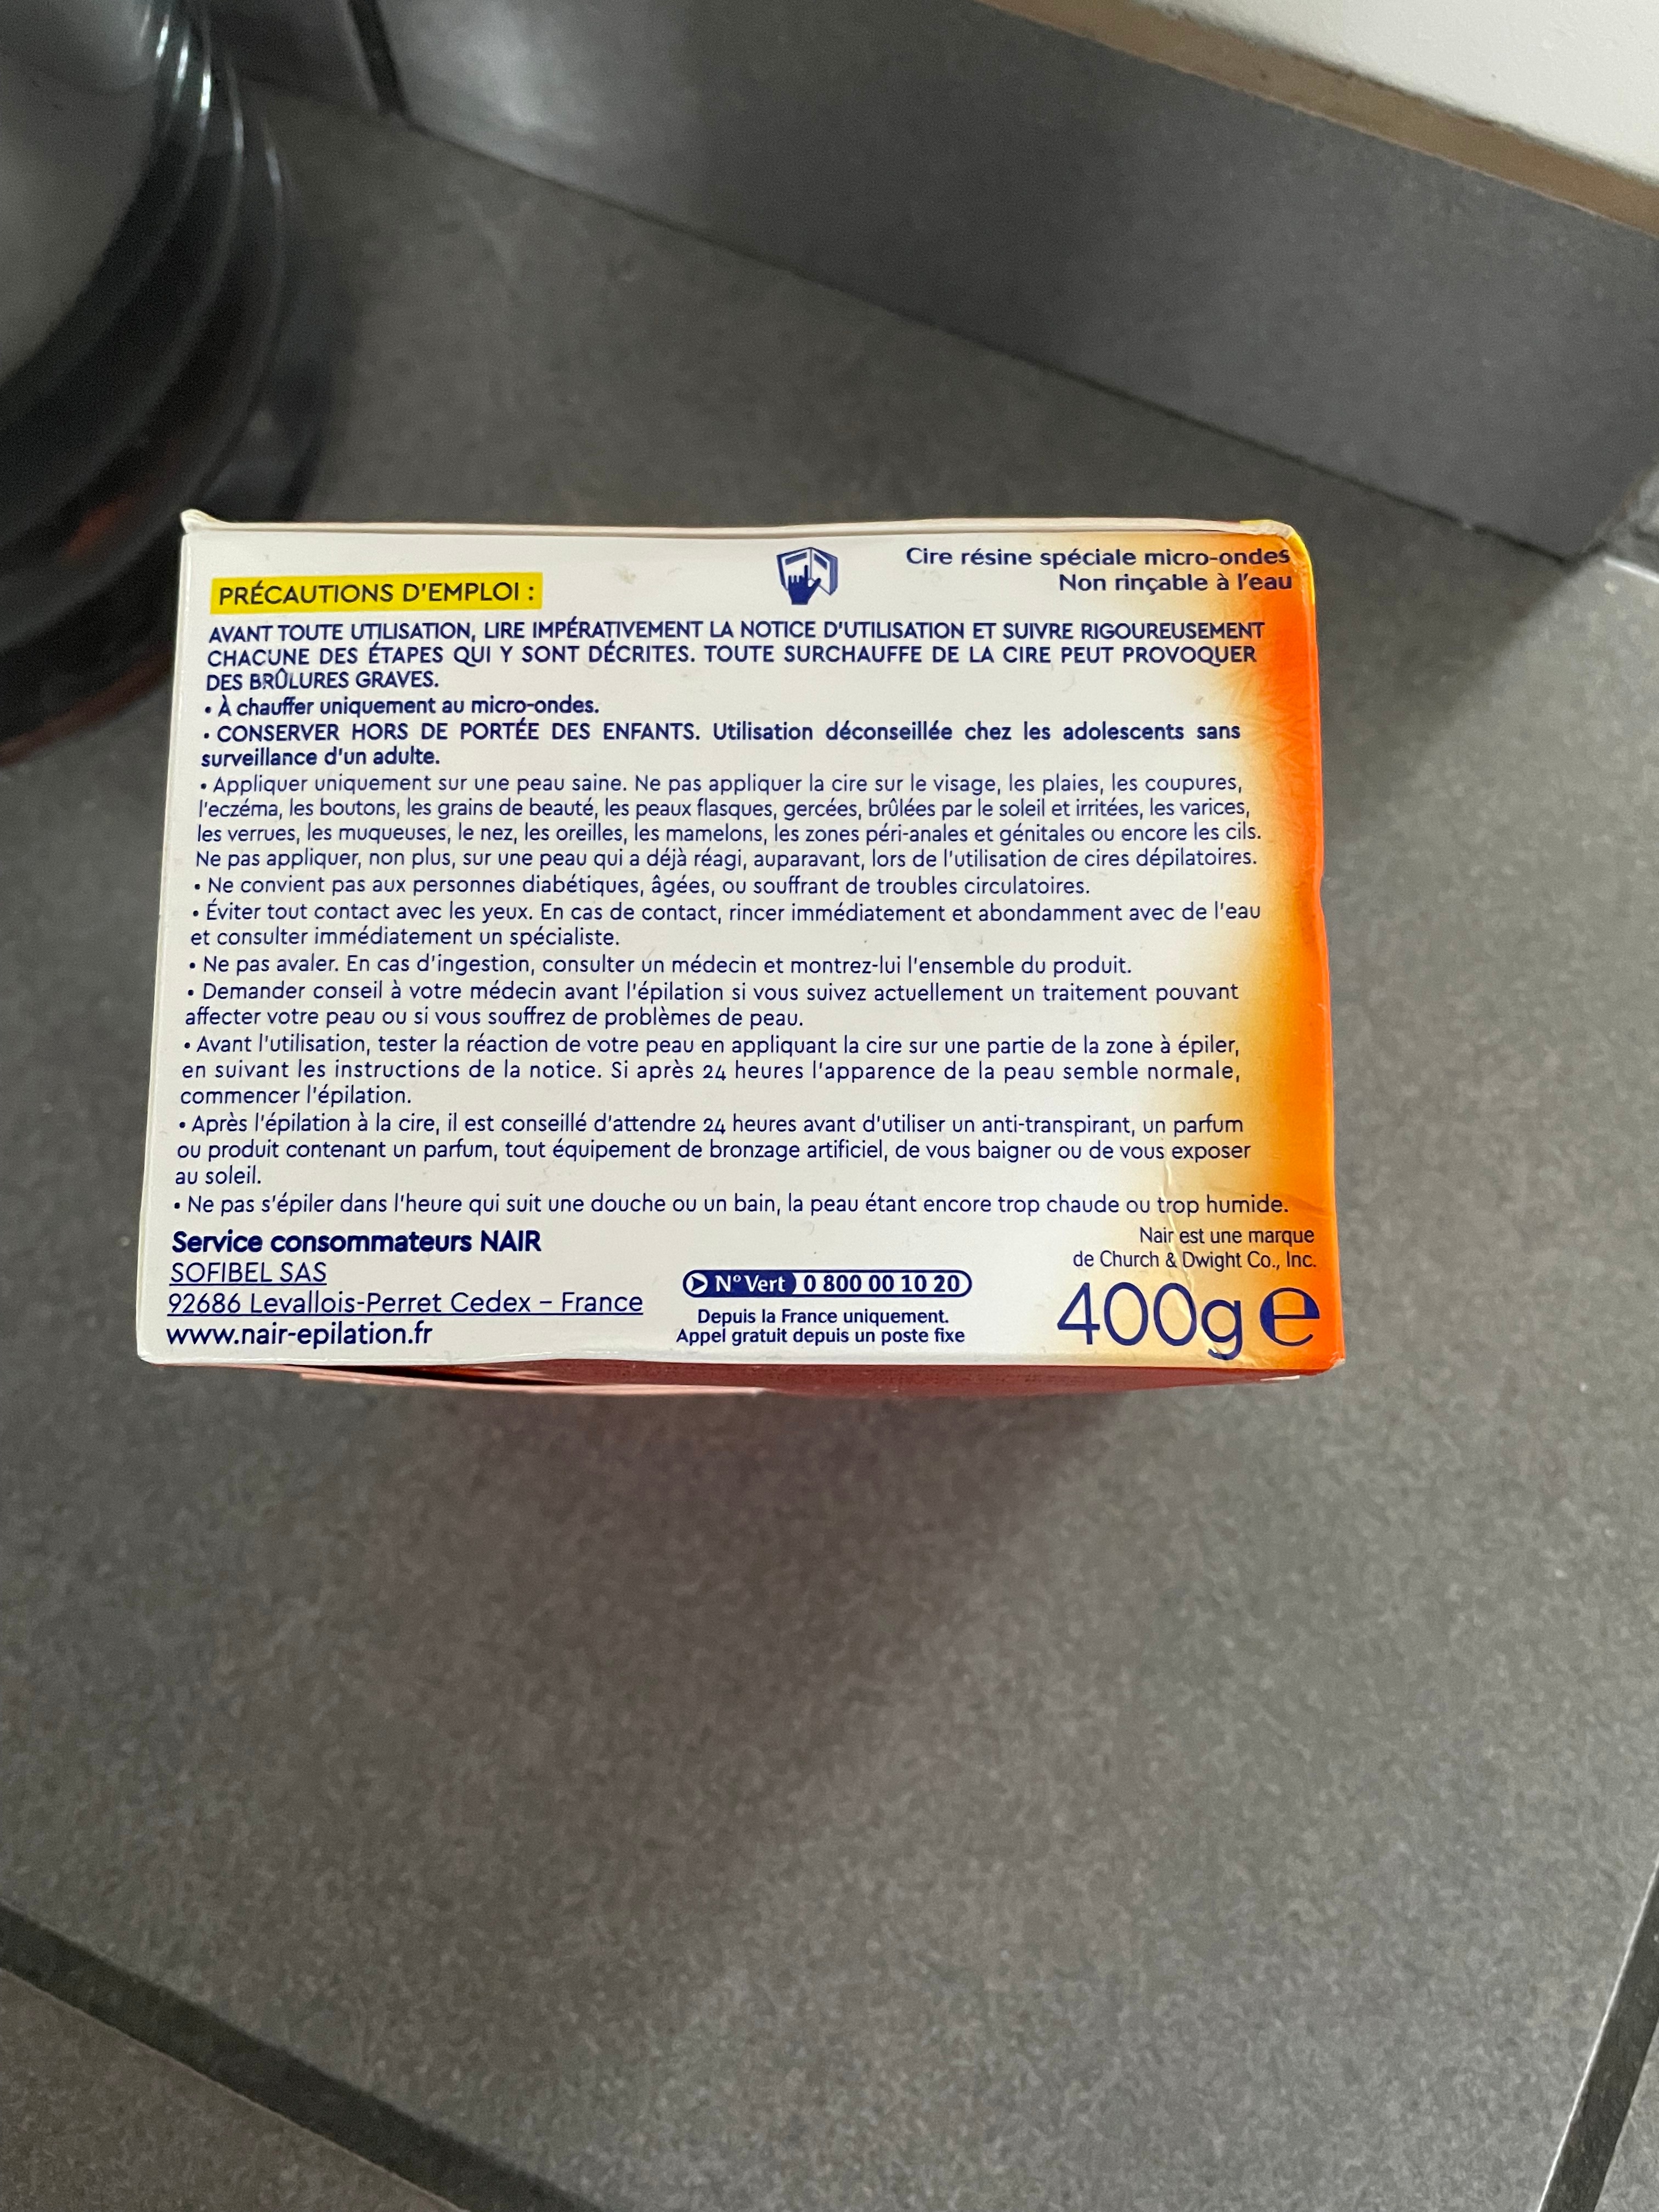 Cire résine spéciale micro-ondes
Non rinçable à l'eau
PRÉCAUTIONS D'EMPLOI :
AVANT TOUTE UTILISATION, LIRE IMPÉRATIVEMENT LA NOTICE D'UTILISATION ET SUIVRE RIGOUREUSEMENT
CHACUNE DES ÉTAPES QUI Y SONT DÉCRITES. TOUTE SURCHAUFFE DE LA CIRE PEUT PROVOQUER
DES BRÛLURES GRAVES.
• À chauffer uniquement au micro-ondes.
• CONSERVER HORS DE PORTÉE DES ENFANTS. Utilisation déconseillée chez les adolescents sans
surveillance d'un adulte.
• Appliquer uniquement sur une peau saine. Ne pas appliquer la cire sur le visage, les plaies, les coupures,
l'eczéma, les boutons, les grains de beauté, les peaux flasques, gercées, brûlées par le soleil et irritées, les varices,
les verrues, les muqueuses, le nez, les oreilles, les mamelons, les zones péri-anales et génitales ou encore les cils.
Ne pas appliquer, non plus, sur une peau qui a déjà réagi, auparavant, lors de l'utilisation de cires dépilatoires.
• Ne convient pas aux personnes diabétiques, âgées, ou souffrant de troubles circulatoires.
• Éviter tout contact avec les yeux. En cas de contact, rincer immédiatement et abondamment avec de l'eau
et consulter immédiatement un spécialiste.
• Ne pas avaler. En cas d'ingestion, consulter un médecin et montrez-lui l'ensemble du produit.
• Demander conseil à votre médecin avant l'épilation si vous suivez actuellement un traitement pouvant
affecter votre peau ou si vous souffrez de problèmes de peau.
• Avant l'utilisation, tester la réaction de votre peau en appliquant la cire sur une partie de la zone à épiler,
en suivant les instructions de la notice. Si après 24 heures l'apparence de la peau semble normale,
commencer l'épilation.
• Après l'épilation à la cire, il est conseillé d'attendre 24 heures avant d'utiliser un anti-transpirant, un parfum
ou produit contenant un parfum, tout équipement de bronzage artificiel, de vous baigner ou de vous exposer
au soleil.
• Ne pas s'épiler dans l'heure qui suit une douche ou un bain, la peau étant encore trop chaude ou trop humide.
Service consommateurs NAIR
SOFIBEL SAS
92686 Levallois-Perret Cedex – France
www.nair-epilation.fr
N° Vert 0 800 00 10 20
Depuis la France uniquement.
Appel gratuit depuis un poste fixe
Nair est une marque
de Church & Dwight Co., Inc.
400g e